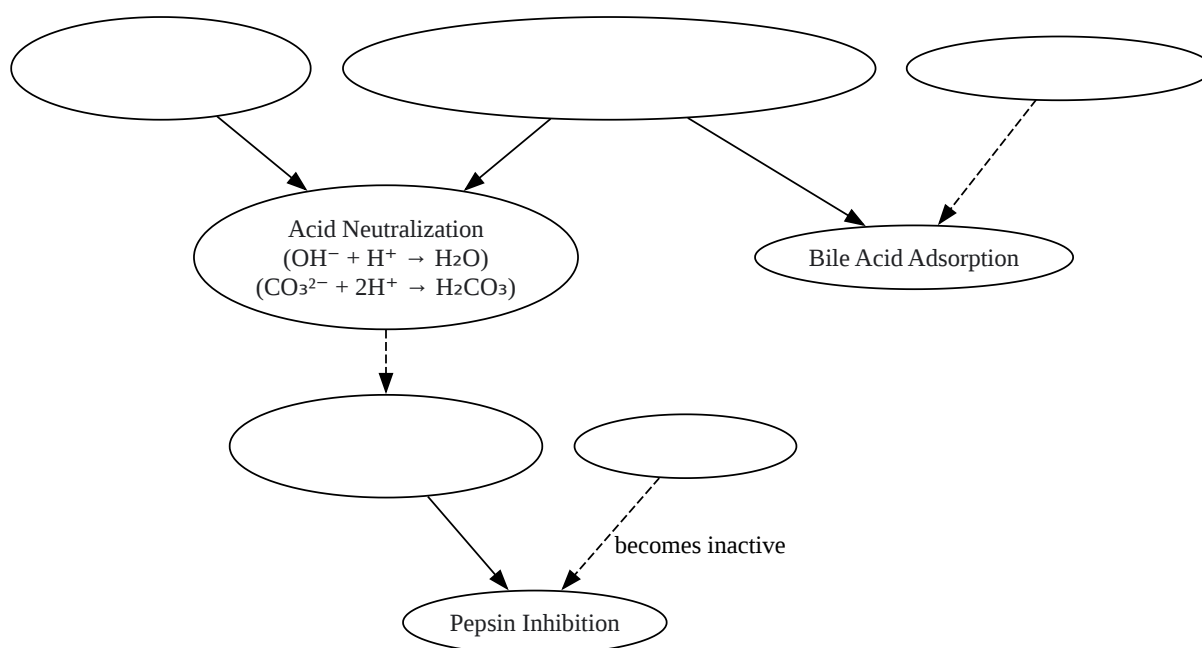 Acid Neutralization
(OH⁻ + H⁺ → H₂O)
(CO₃²⁻ + 2H⁺ → H₂CO₃)
Bile Acid Adsorption
becomes inactive
Pepsin Inhibition